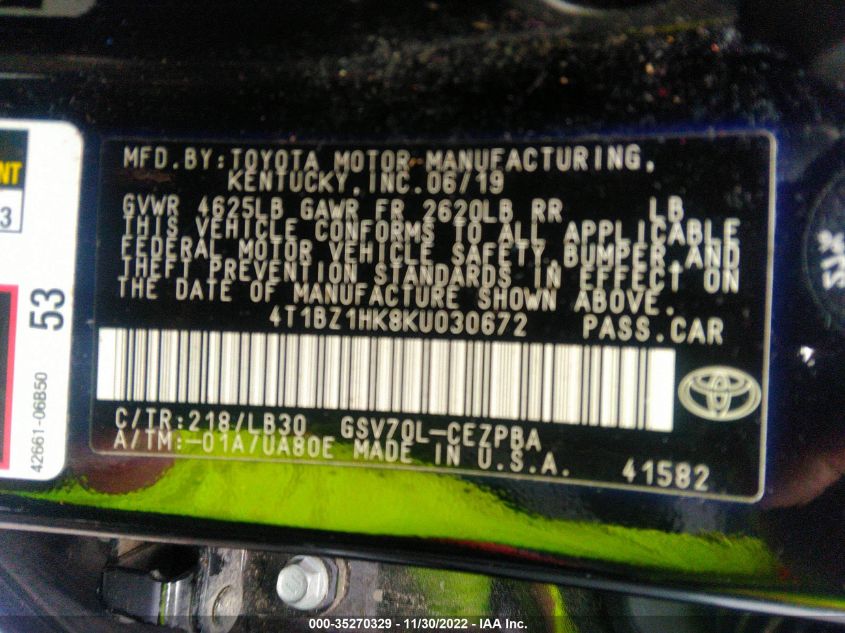 MFD.BY:TOYOTA MOTOR MANUFACTURING,
KENTUCKY,INC.06/19
GVWR 4625LB GAWR FR 2620LB RR LB
THIS VEHICLE CONFORMS TO ALL APPLICABLE
FEDERAL MOTOR VEHICLE SAFETY,BUMPER,AND
THEFT PREVENTION STANDARDS IN EFFECT ON
THE DATE OF MANUFACTURE SHOWN ABOVE.
4T1BZ1HK8KU030672 PASS.CAR
C/TR:218/LB30 GSV70L-CEZPBA
A/TM:-01A/UA80E MADE IN U.S.A. 41582
NT
3
53
42661-06B50
000-35270329 - 11/30/2022 - IAA Inc.